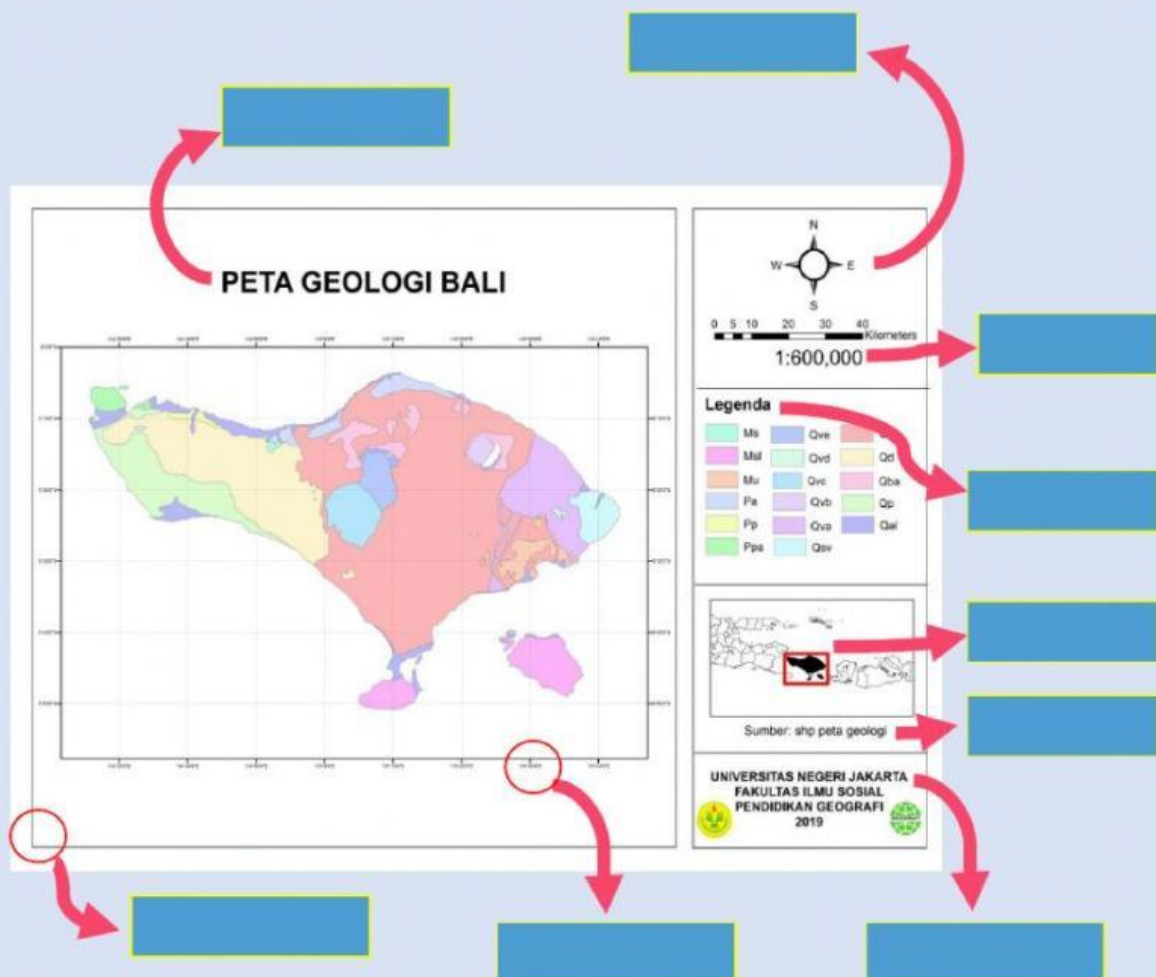 PETA GEOLOGI BALI
N
W E
S
0 5 10 20 30 40
Kilometers
1:600,000
Legenda
Ms
Msl
Mu
Pa
Pp
Ppa
Qve
Qvd
Qvc
Qvb
Qva
Qsv
Qd
Qba
Qp
Qal
Sumber: shp peta geologi
UNIVERSITAS NEGERI JAKARTA
FAKULTAS ILMU SOSIAL
PENDIDIKAN GEOGRAFI
2019